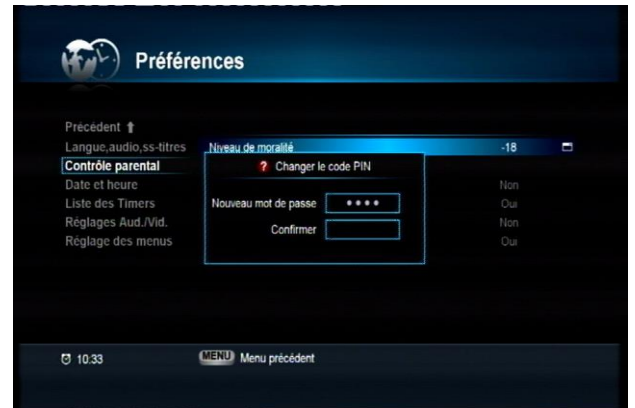 Préférences
Précédent
Langue,audio,ss-titres
Niveau de moralité -18
Contrôle parental
? Changer le code PIN
Date et heure
Non
Nouveau mot de passe ••••
Liste des Timers
Oui
Réglages Aud./Vid.
Confirmer
Non
Réglage des menus
Oui
10:33
MENU Menu précédent